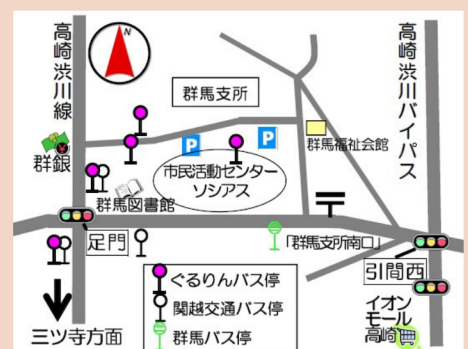 N
高崎渋川線
高崎渋川バイパス
群馬支所
P
P
群馬福祉会館
群銀
市民活動センター
ソシアス
群馬図書館
足門
「群馬支所南口」
引間西
ぐるりんバス停
関越交通バス停
群馬バス停
イオン
モール
高崎
三ツ寺方面